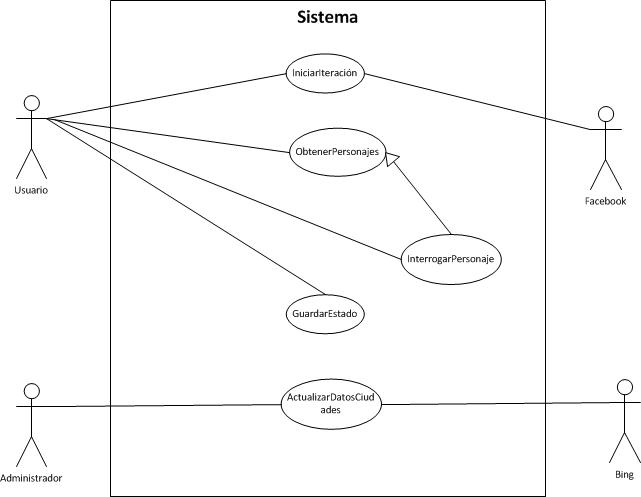 Sistema
IniciarIteración
ObtenerPersonajes
Usuario
Facebook
InterrogarPersonaje
GuardarEstado
ActualizarDatosCiud
ades
Administrador
Bing